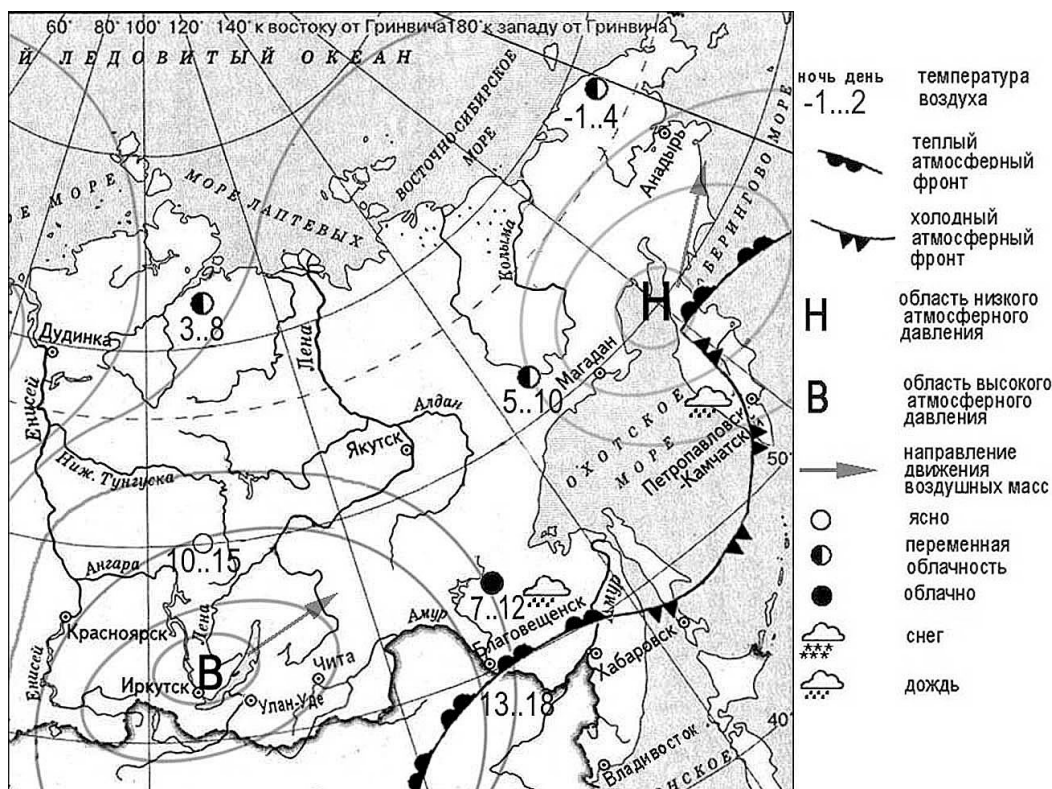 60° 80° 100° 120° 140° к востоку от Гринвича 180° к западу от Гринвича
Й ЛЕДОВИТЫЙ ОКЕАН
ВОСТОЧНО-СИБИРСКОЕ
МОРЕ
-1..4
Анадырь
БЕРИНГОВО МОРЕ
ОЕ МОРЕ
МОРЕ ЛАПТЕВЫХ
Колыма
Н
3..8
Дудинка
Лена
Енисей
Магадан
5..10
Алдан
Якутск
ОХОТСКОЕ
МОРЕ
Петропавловск
-Камчатский
50°
Ниж. Тунгуска
10..15
Ангара
Лена
7..12
Амур
Амур
Благовещенск
Красноярск
Енисей
В
Иркутск
Чита
Улан-Уде
Хабаровск
13..18
40°
Владивосток
НСКОЕ
ночь день
-1...2
температура
воздуха
теплый
атмосферный
фронт
холодный
атмосферный
фронт
Н
область низкого
атмосферного
давления
В
область высокого
атмосферного
давления
направление
движения
воздушных масс
ясно
переменная
облачность
облачно
снег
дождь